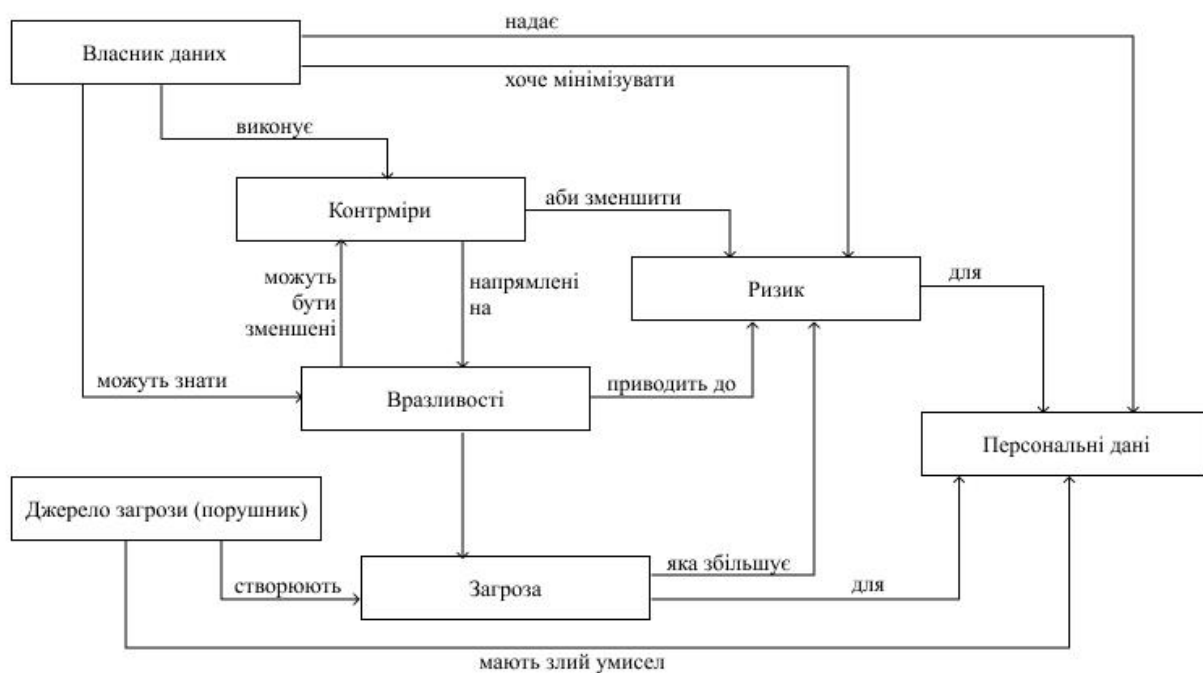 надає
Власник даних
хоче мінімізувати
виконує
Контрміри
аби зменшити
можуть
бути
зменшені
напрямлені
на
Ризик
для
можуть знати
Вразливості
приводить до
Персональні дані
Джерело загрози (порушник)
створюють
Загроза
яка збільшує
для
мають злий умисел